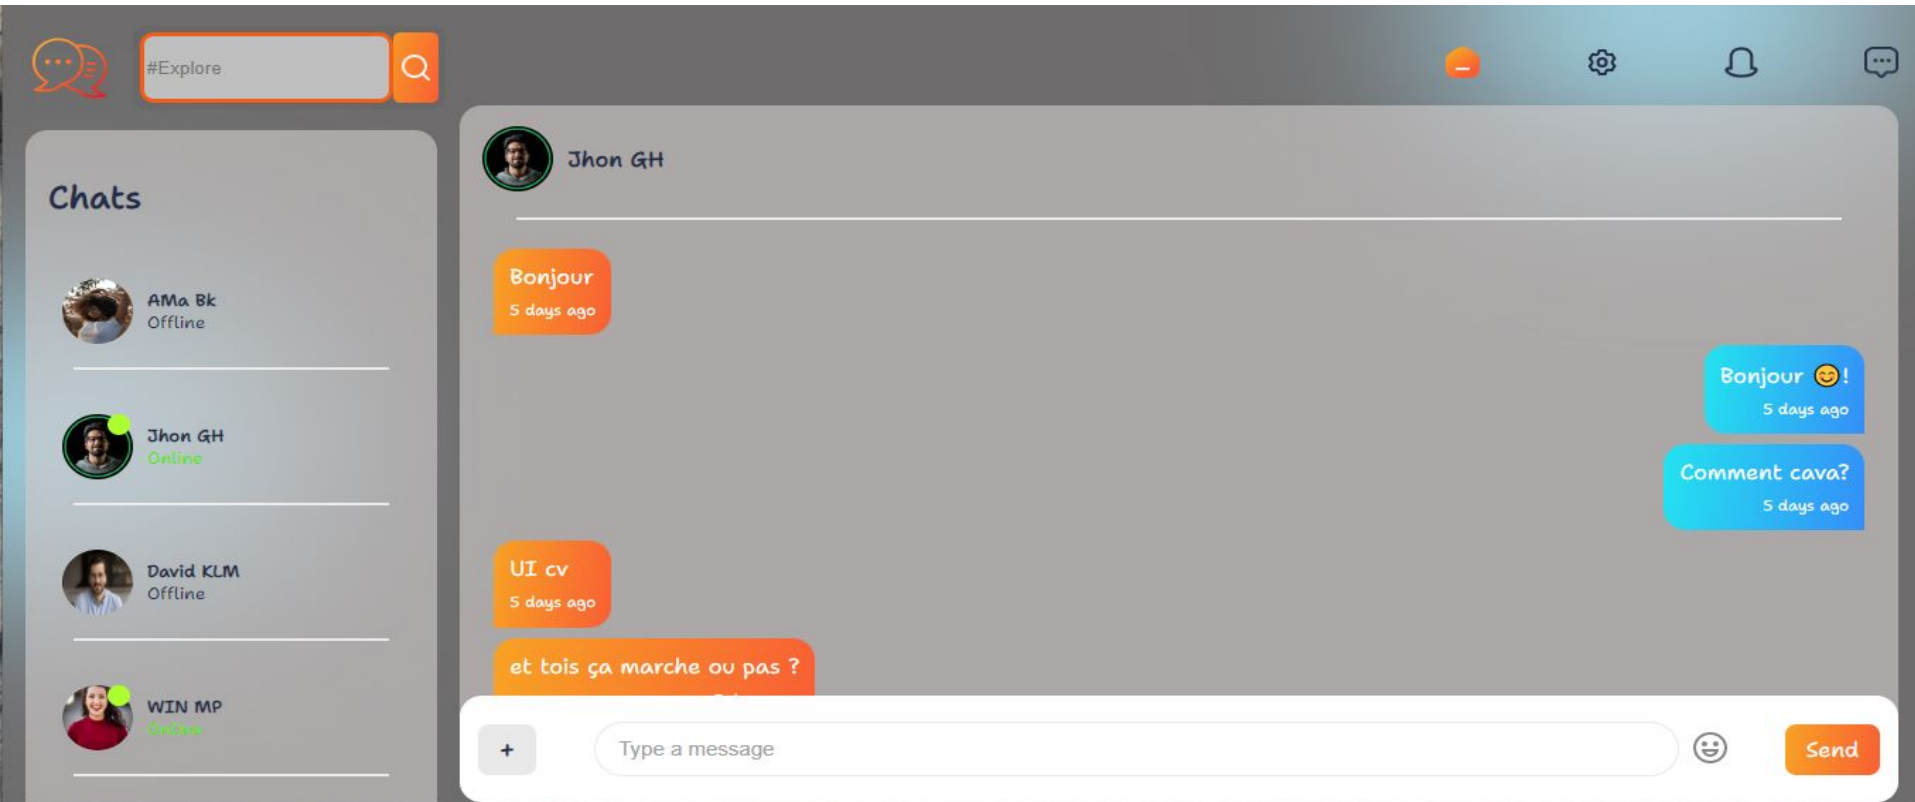 #Explore
Chats
AMa Bk
Offline
Jhon GH
Online
David KLM
Offline
WIN MP
Online
Jhon GH
Bonjour
5 days ago
Bonjour 😊!
5 days ago
Comment cava?
5 days ago
UI cv
5 days ago
et tois ça marche ou pas ?
+
Type a message
Send